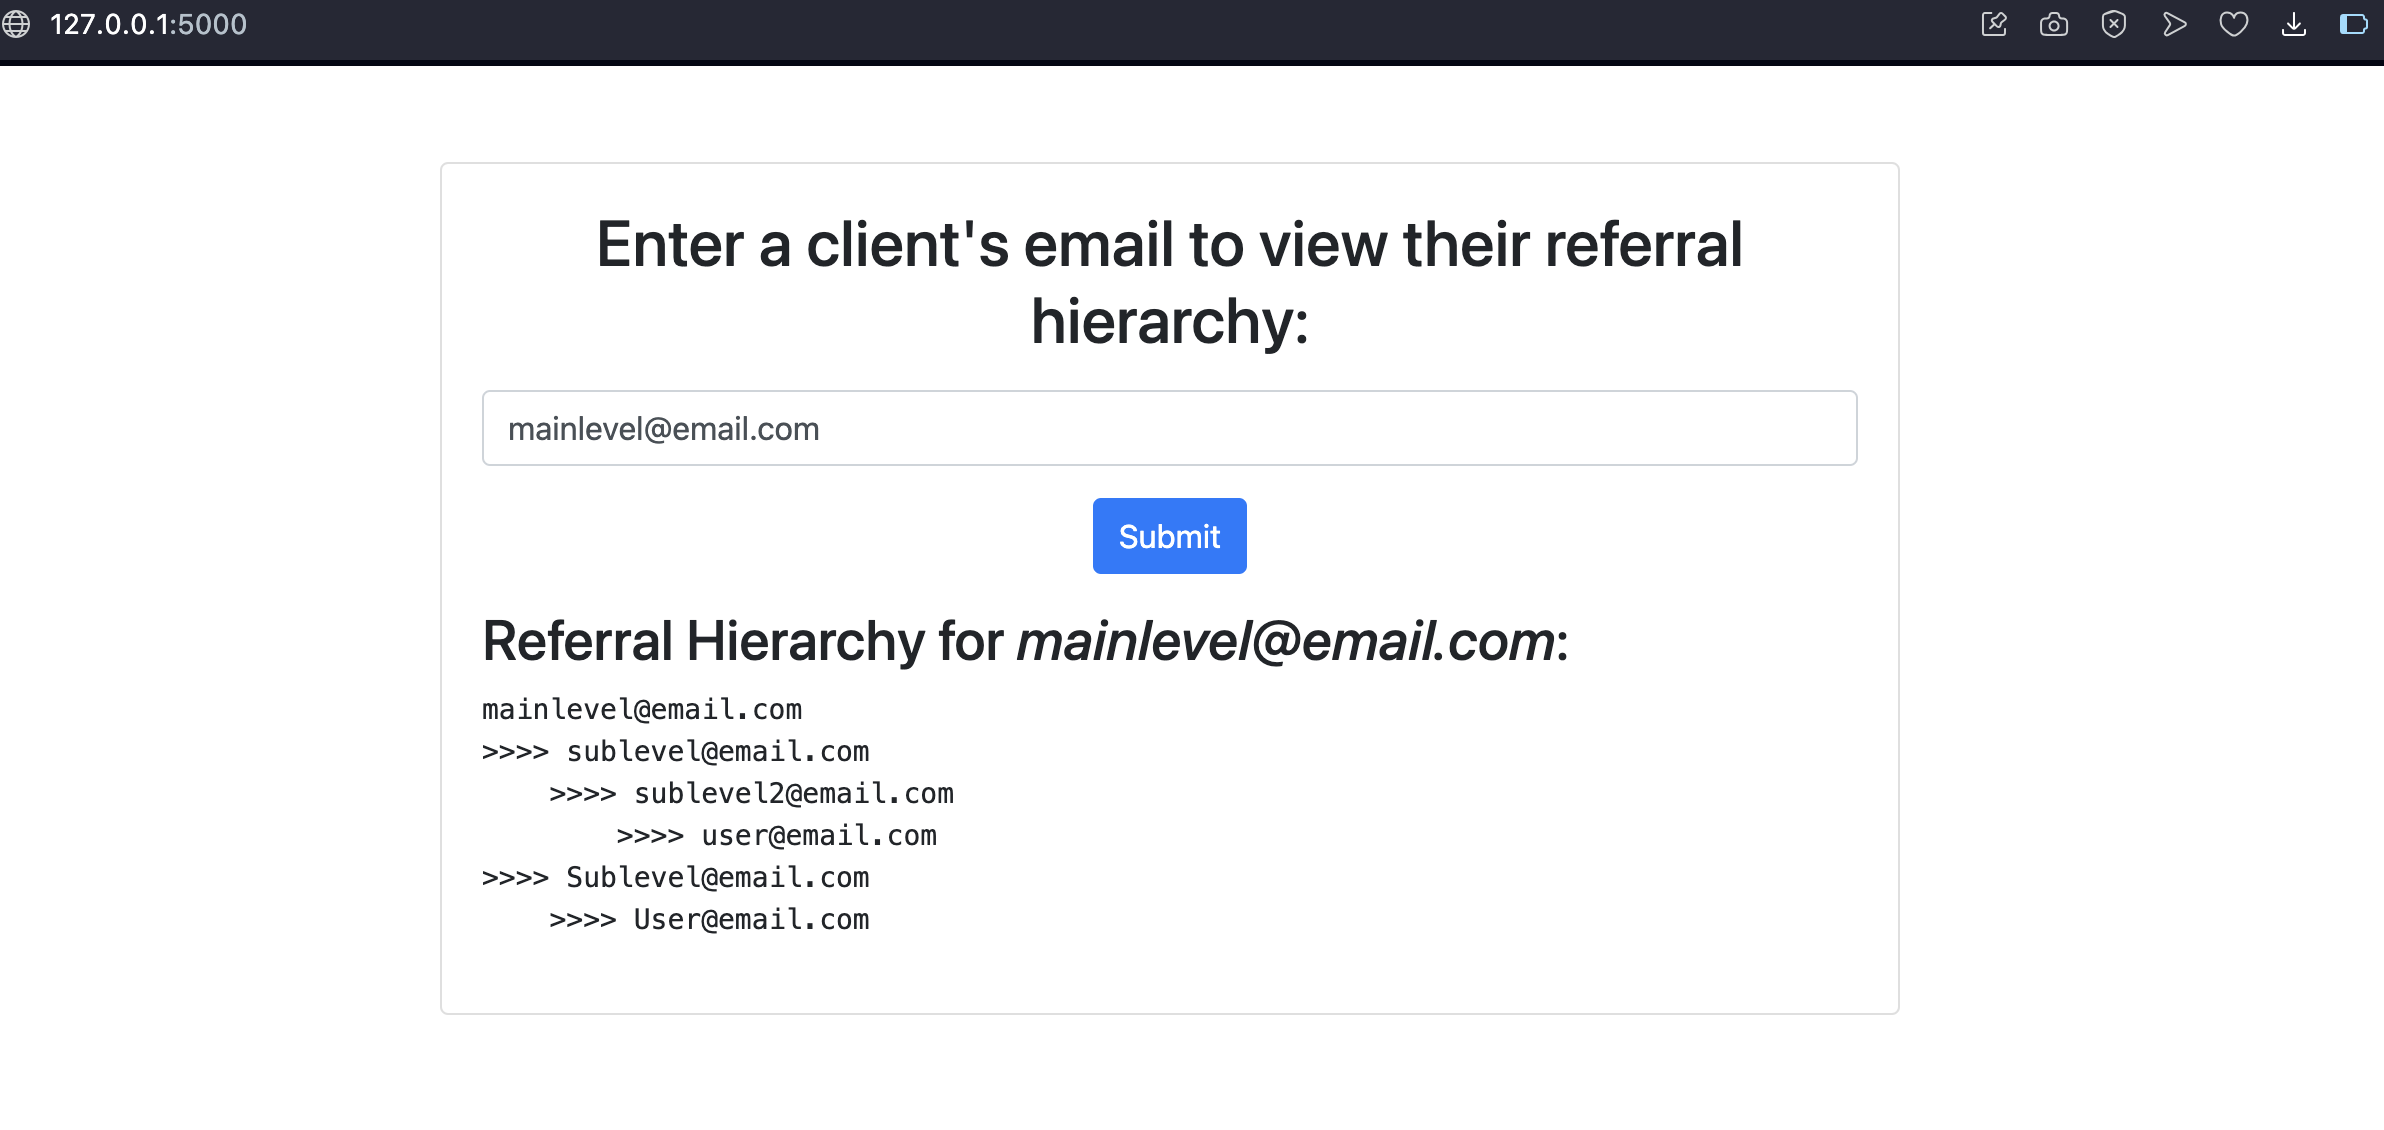 127.0.0.1:5000
Enter a client's email to view their referral
hierarchy:
mainlevel@email.com
Submit
Referral Hierarchy for mainlevel@email.com:
mainlevel@email.com
>>>> sublevel@email.com
    >>>> sublevel2@email.com
        >>>> user@email.com
>>>> Sublevel@email.com
    >>>> User@email.com